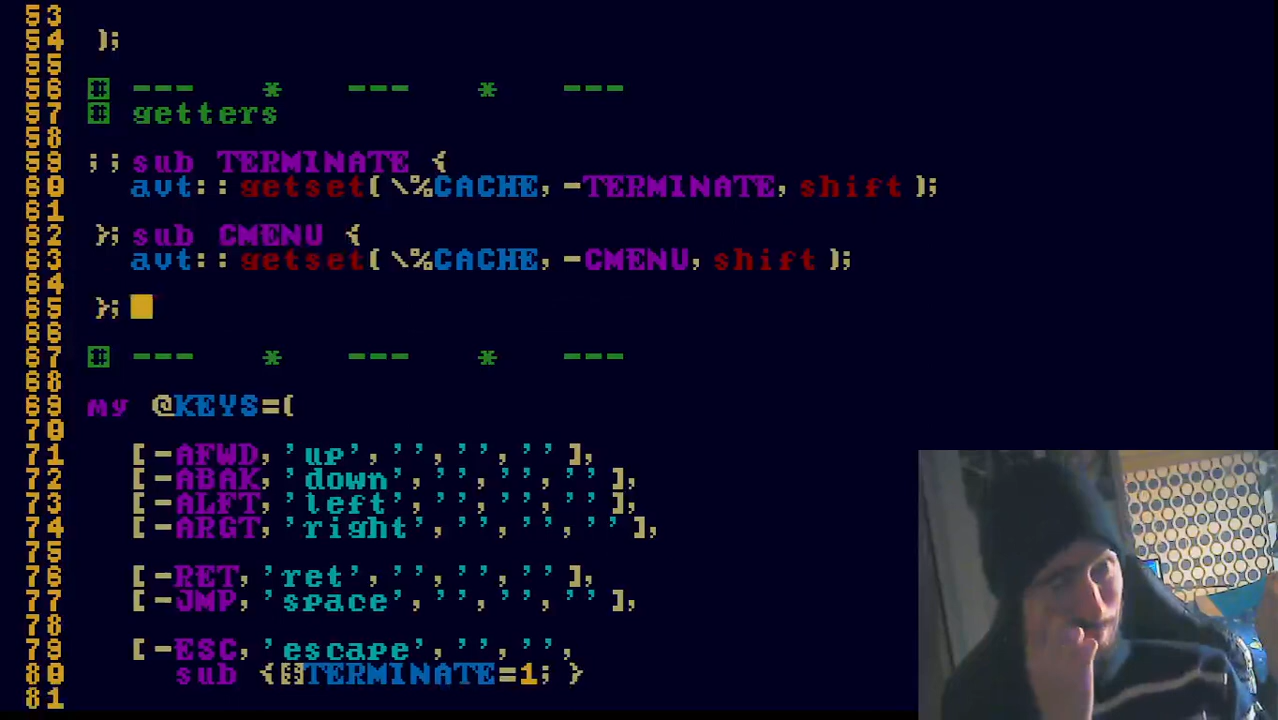 53
54 );
55
56 # --- * --- * ---
57 # getters
58
59 ;;sub TERMINATE {
60 avt::getset(\%CACHE,-TERMINATE,shift);
61
62 };sub CMENU {
63 avt::getset(\%CACHE,-CMENU,shift);
64
65 };
66
67 # --- * --- * ---
68
69 my @KEYS=(
70
71 [-AFWD,'up','','',''],
72 [-ABAK,'down','','',''],
73 [-ALFT,'left','','',''],
74 [-ARGT,'right','','',''],
75
76 [-RET,'ret','','',''],
77 [-JMP,'space','','',''],
78
79 [-ESC,'escape','','',
80 sub {$TERMINATE=1;}
81